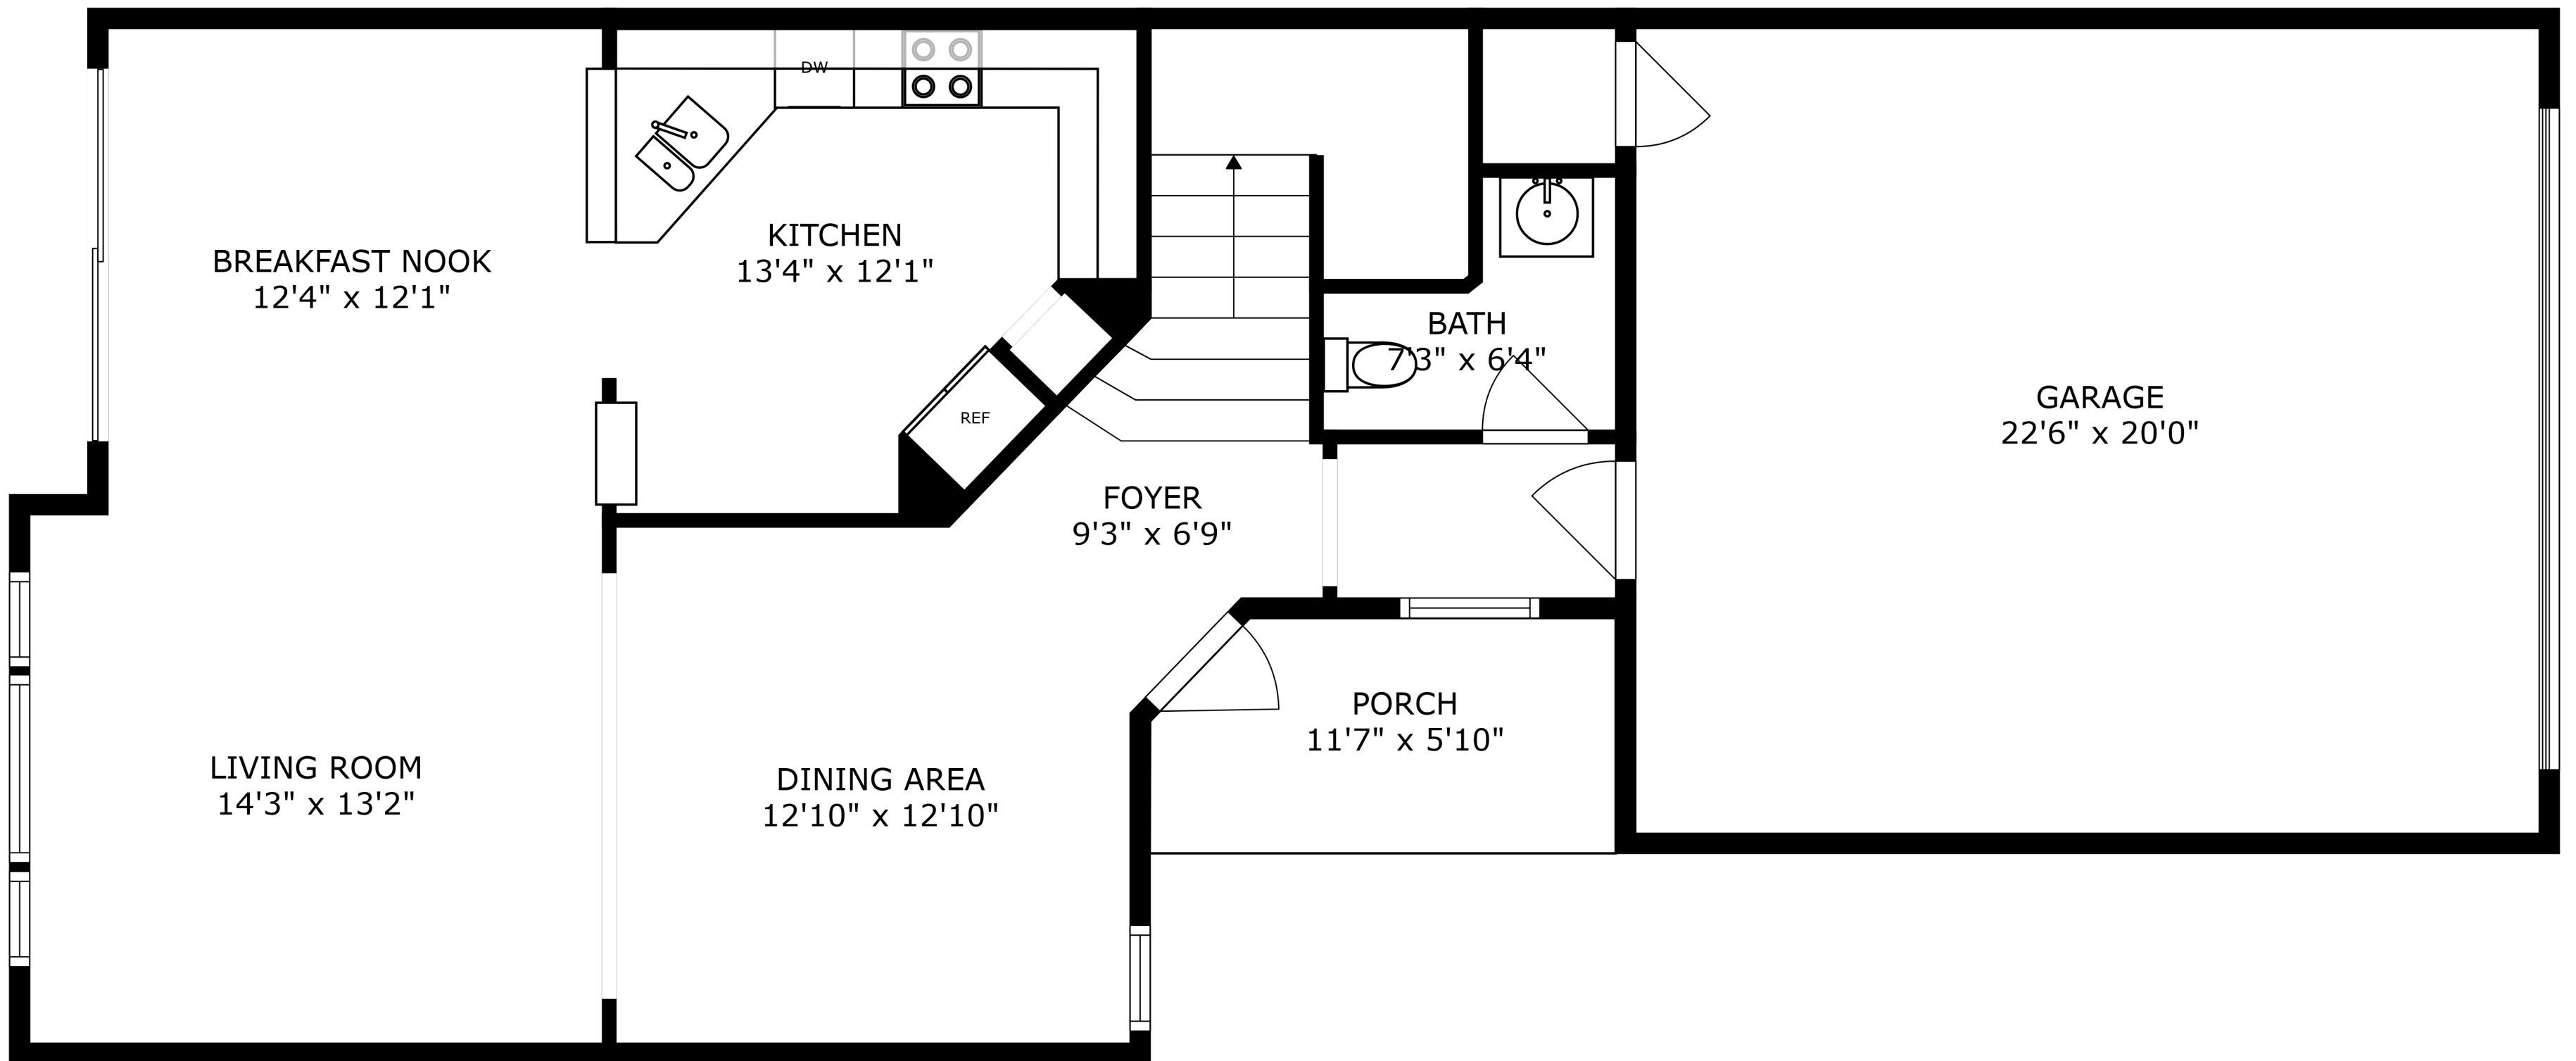 DW
KITCHEN
13'4" x 12'1"
BREAKFAST NOOK
12'4" x 12'1"
BATH
7'3" x 6'4"
GARAGE
22'6" x 20'0"
REF
FOYER
9'3" x 6'9"
PORCH
11'7" x 5'10"
LIVING ROOM
14'3" x 13'2"
DINING AREA
12'10" x 12'10"